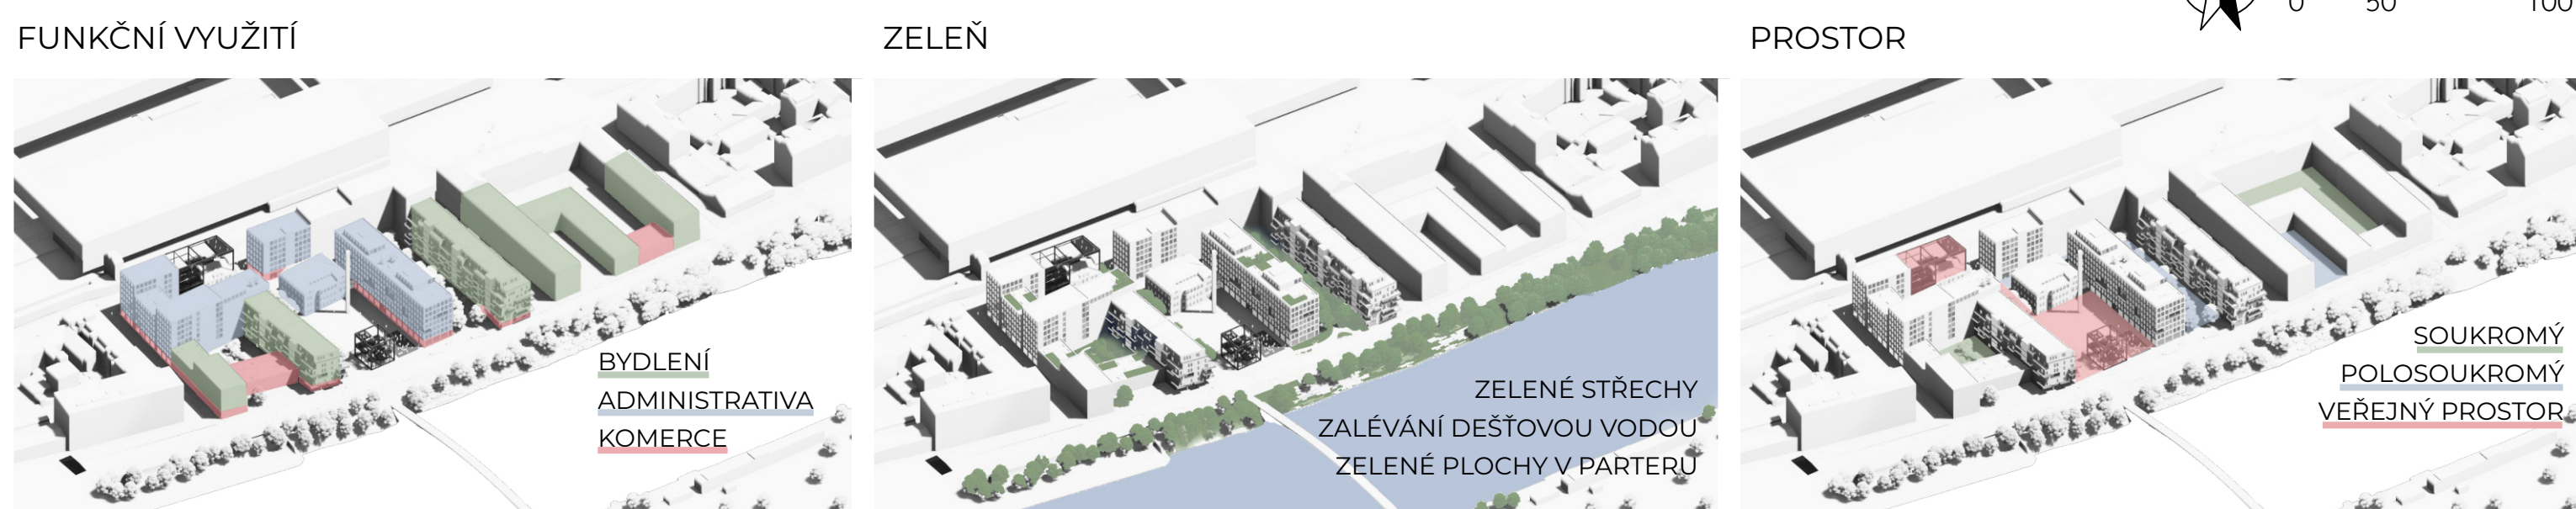 0 50 100
FUNKČNÍ VYUŽITÍ
BYDLENÍ
ADMINISTRATIVA
KOMERCE
ZELEŇ
ZELENÉ STŘECHY
ZALÉVÁNÍ DEŠŤOVOU VODOU
ZELENÉ PLOCHY V PARTERU
PROSTOR
SOUKROMÝ
POLOSOUKROMÝ
VEŘEJNÝ PROSTOR